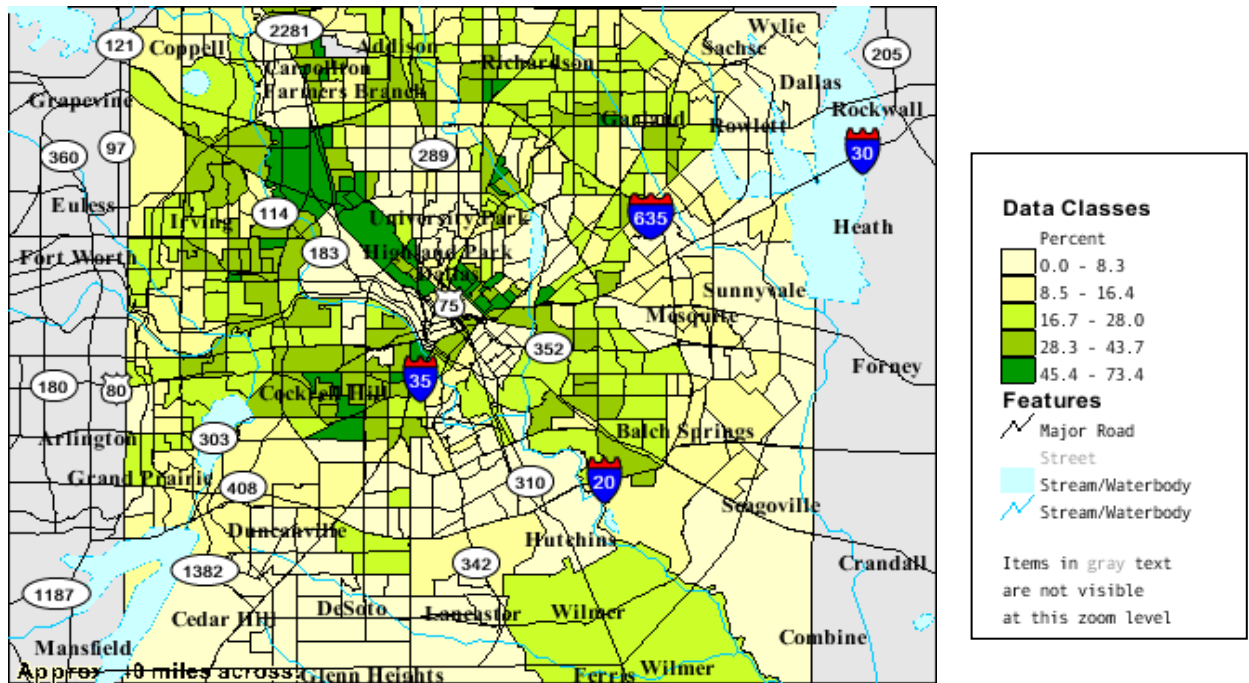 2281
Wylie
121
Coppell
Addison
Sachse
205
Carrollton
Richardson
Dallas
Grapevine
Farmers Branch
Garland
Rowlett
Rockwall
360
97
289
30
Euless
Irving
114
University Park
635
Heath
Fort Worth
183
Highland Park
Dallas
Sunnyvale
75
Mesquite
352
Forney
180
80
Cockrell Hill
35
Arlington
303
Balch Springs
Grand Prairie
408
310
20
Seagoville
Duncanville
Hutchins
1382
342
Crandall
1187
DeSoto
Lancaster
Wilmer
Cedar Hill
Combine
Mansfield
Approx. 40 miles across.
Glenn Heights
Ferris
Wilmer
Data Classes
Percent
0.0 - 8.3
8.5 - 16.4
16.7 - 28.0
28.3 - 43.7
45.4 - 73.4
Features
Major Road
Street
Stream/Waterbody
Stream/Waterbody
Items in gray text
are not visible
at this zoom level